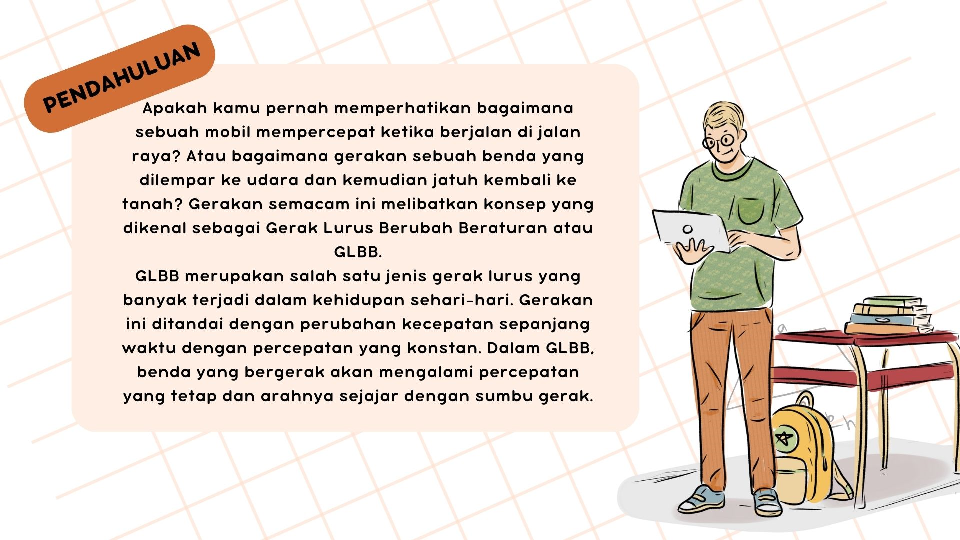 PENDAHULUAN
Apakah kamu pernah memperhatikan bagaimana
sebuah mobil mempercepat ketika berjalan di jalan
raya? Atau bagaimana gerakan sebuah benda yang
dilempar ke udara dan kemudian jatuh kembali ke
tanah? Gerakan semacam ini melibatkan konsep yang
dikenal sebagai Gerak Lurus Berubah Beraturan atau
GLBB.
GLBB merupakan salah satu jenis gerak lurus yang
banyak terjadi dalam kehidupan sehari-hari. Gerakan
ini ditandai dengan perubahan kecepatan sepanjang
waktu dengan percepatan yang konstan. Dalam GLBB,
benda yang bergerak akan mengalami percepatan
yang tetap dan arahnya sejajar dengan sumbu gerak.